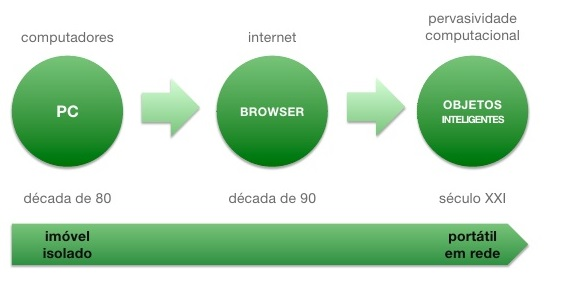 computadores
internet
pervasividade
computacional
PC
BROWSER
OBJETOS
INTELIGENTES
década de 80
década de 90
século XXI
imóvel
isolado
portátil
em rede